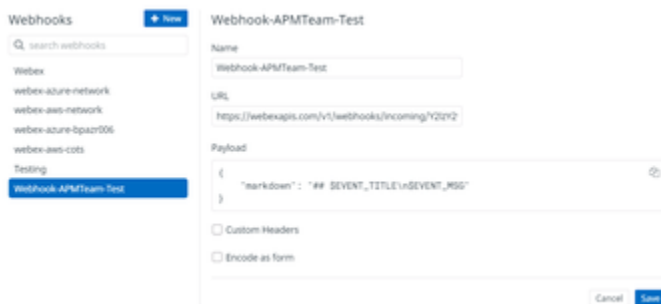 Webhooks
+ New
search webhooks
Webex
webex-azure-network
webex-aws-network
webex-azure-bpazr006
webex-aws-cots
Testing
Webhook-APMTeam-Test
Webhook-APMTeam-Test
Name
Webhook-APMTeam-Test
URL
https://webexapis.com/v1/webhooks/incoming/Y2lzY2
Payload
{
"markdown": "## $EVENT_TITLE\n$EVENT_MSG"
}
Custom Headers
Encode as form
Cancel
Save